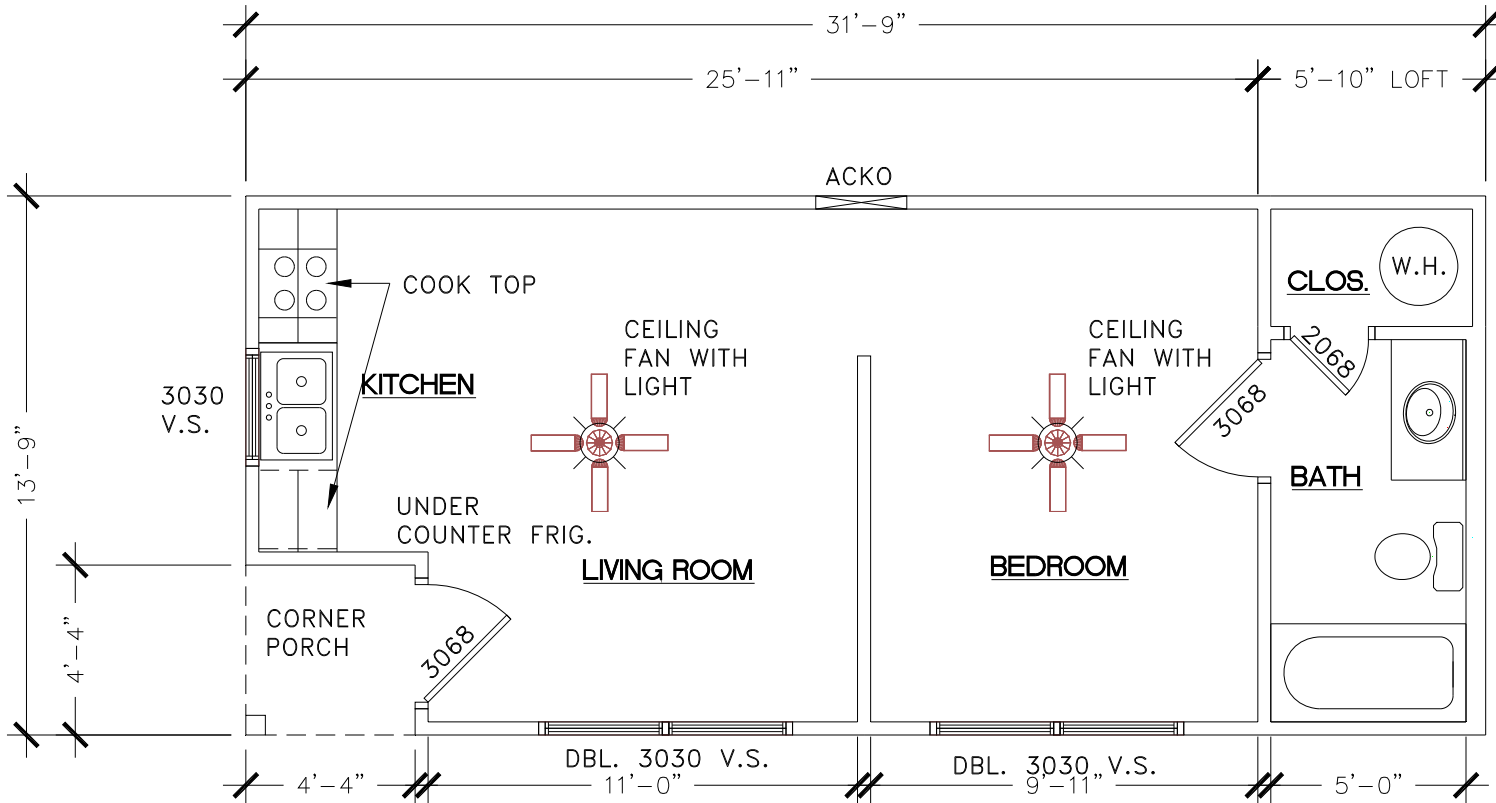 31'-9"
25'-11"
5'-10" LOFT
ACKO
W.H.
CLOS.
COOK TOP
CEILING
FAN WITH
LIGHT
CEILING
FAN WITH
LIGHT
2068
3030
V.S.
KITCHEN
3068
13'-9"
BATH
UNDER
COUNTER FRIG.
LIVING ROOM
BEDROOM
4'-4"
CORNER
PORCH
3068
DBL. 3030 V.S.
DBL. 3030 V.S.
4'-4"
11'-0"
9'-11"
5'-0"